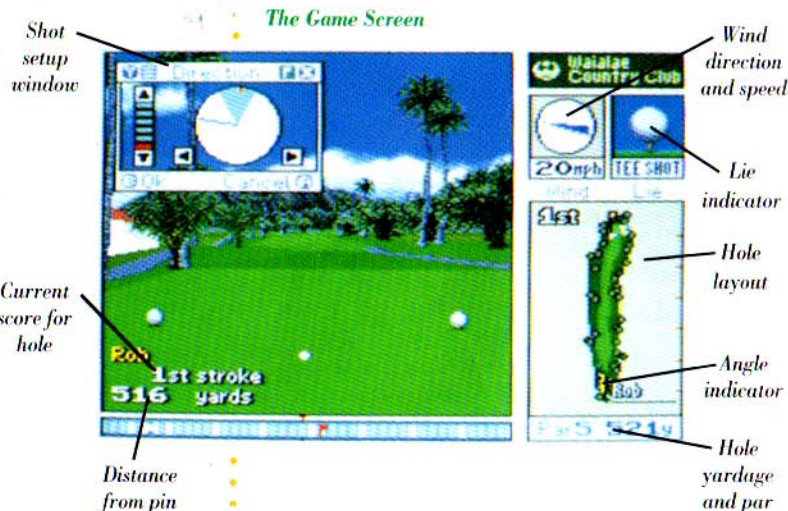 The Game Screen
Shot
setup
window
Direction
Ok Cancel
Waialae
Country Club
20mph
TEE SHOT
Wind Lie
1st
Rob
Par5 521y
Rob
1st stroke
516 yards
Current
score for
hole
Distance
from pin
Wind
direction
and speed
Lie
indicator
Hole
layout
Angle
indicator
Hole
yardage
and par